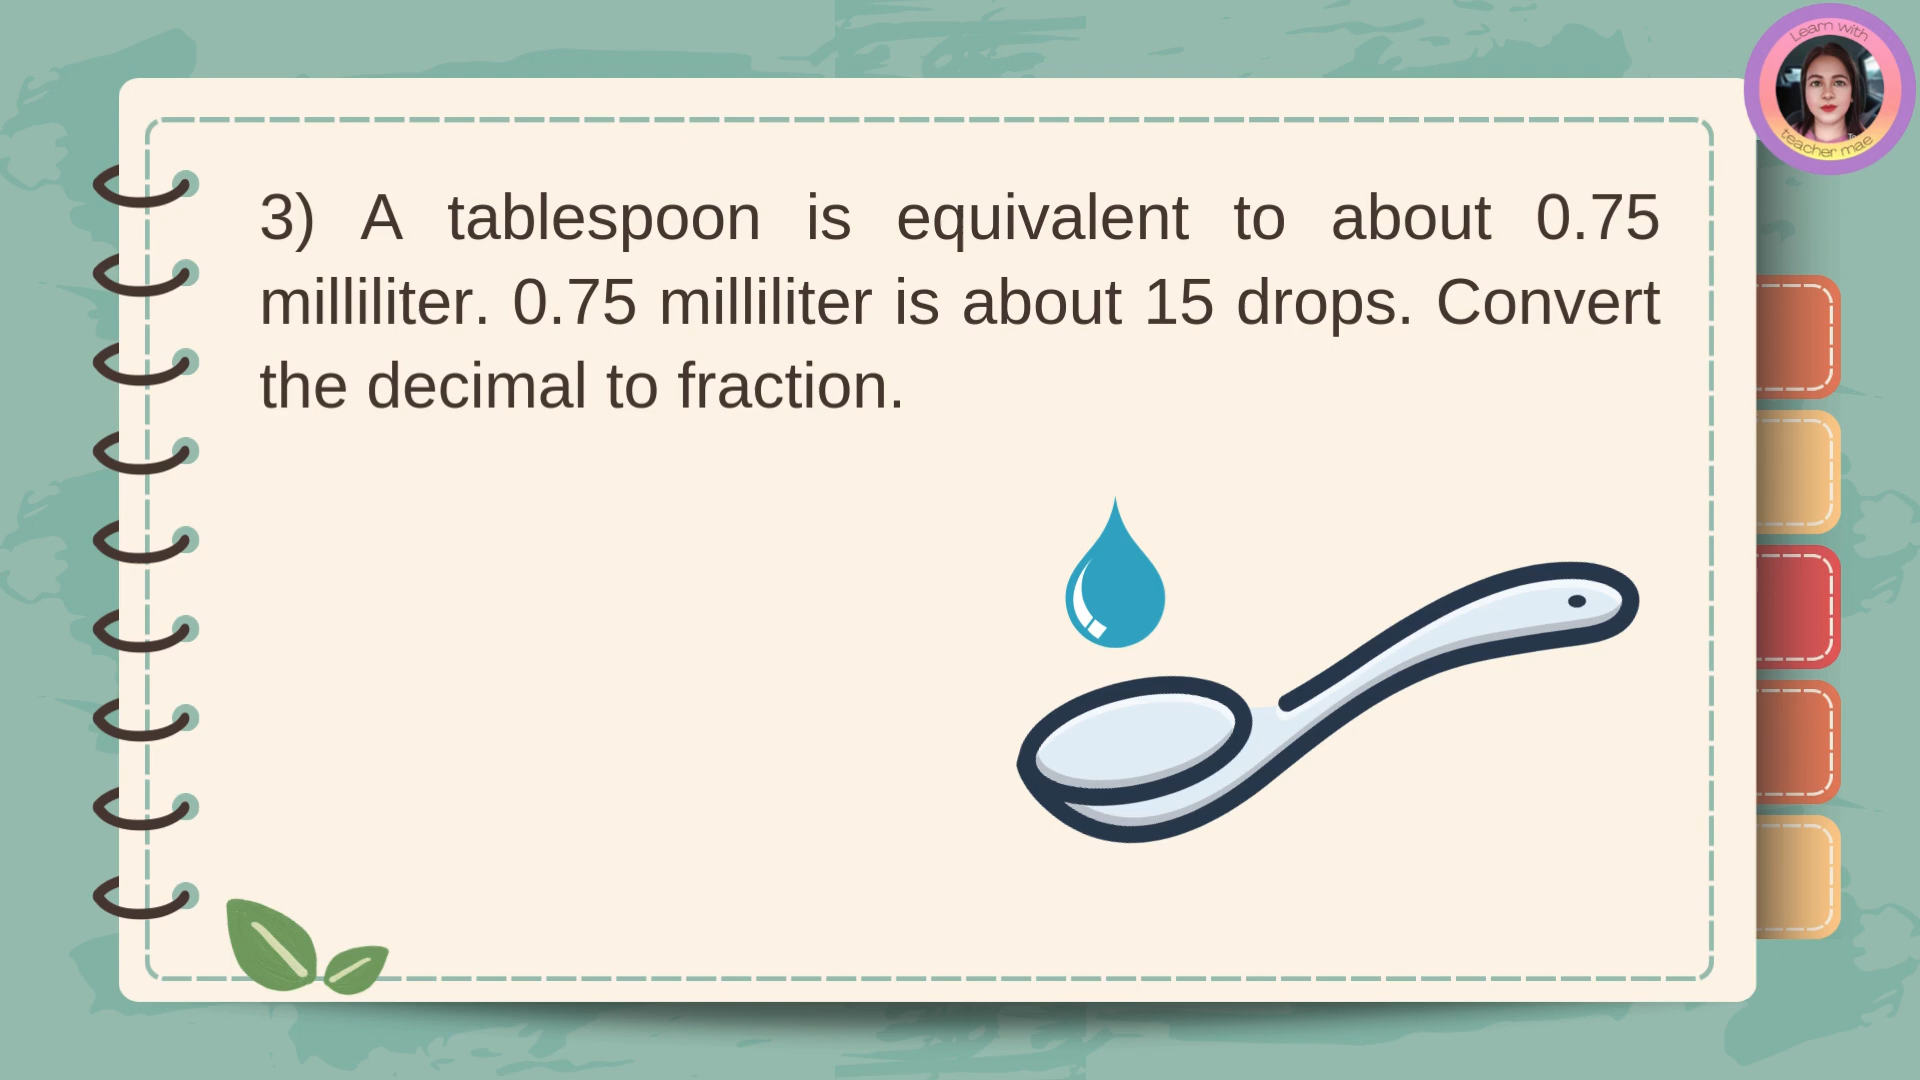 Learn with
teacher mae
3) A tablespoon is equivalent to about 0.75
milliliter. 0.75 milliliter is about 15 drops. Convert
the decimal to fraction.